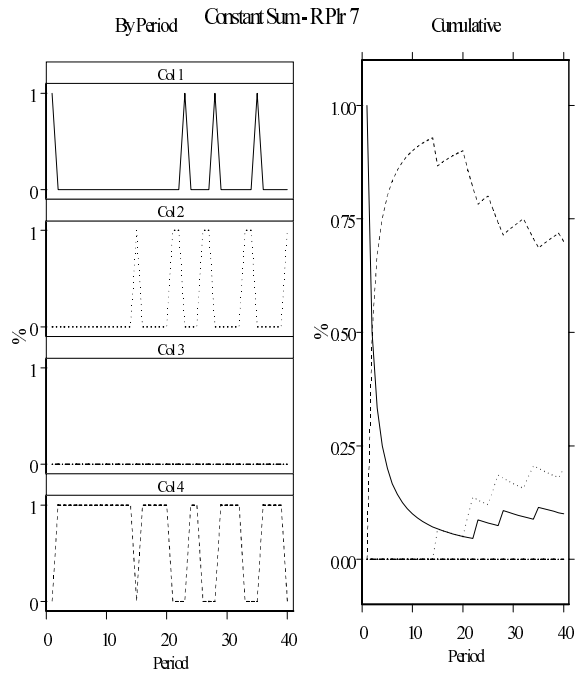 Constant Sum - R Plr 7
By Period
Cumulative
Col 1
1
0
Col 2
1
0
Col 3
1
0
Col 4
1
0
%
0 10 20 30 40
Period
1.00
0.75
0.50
0.25
0.00
%
0 10 20 30 40
Period